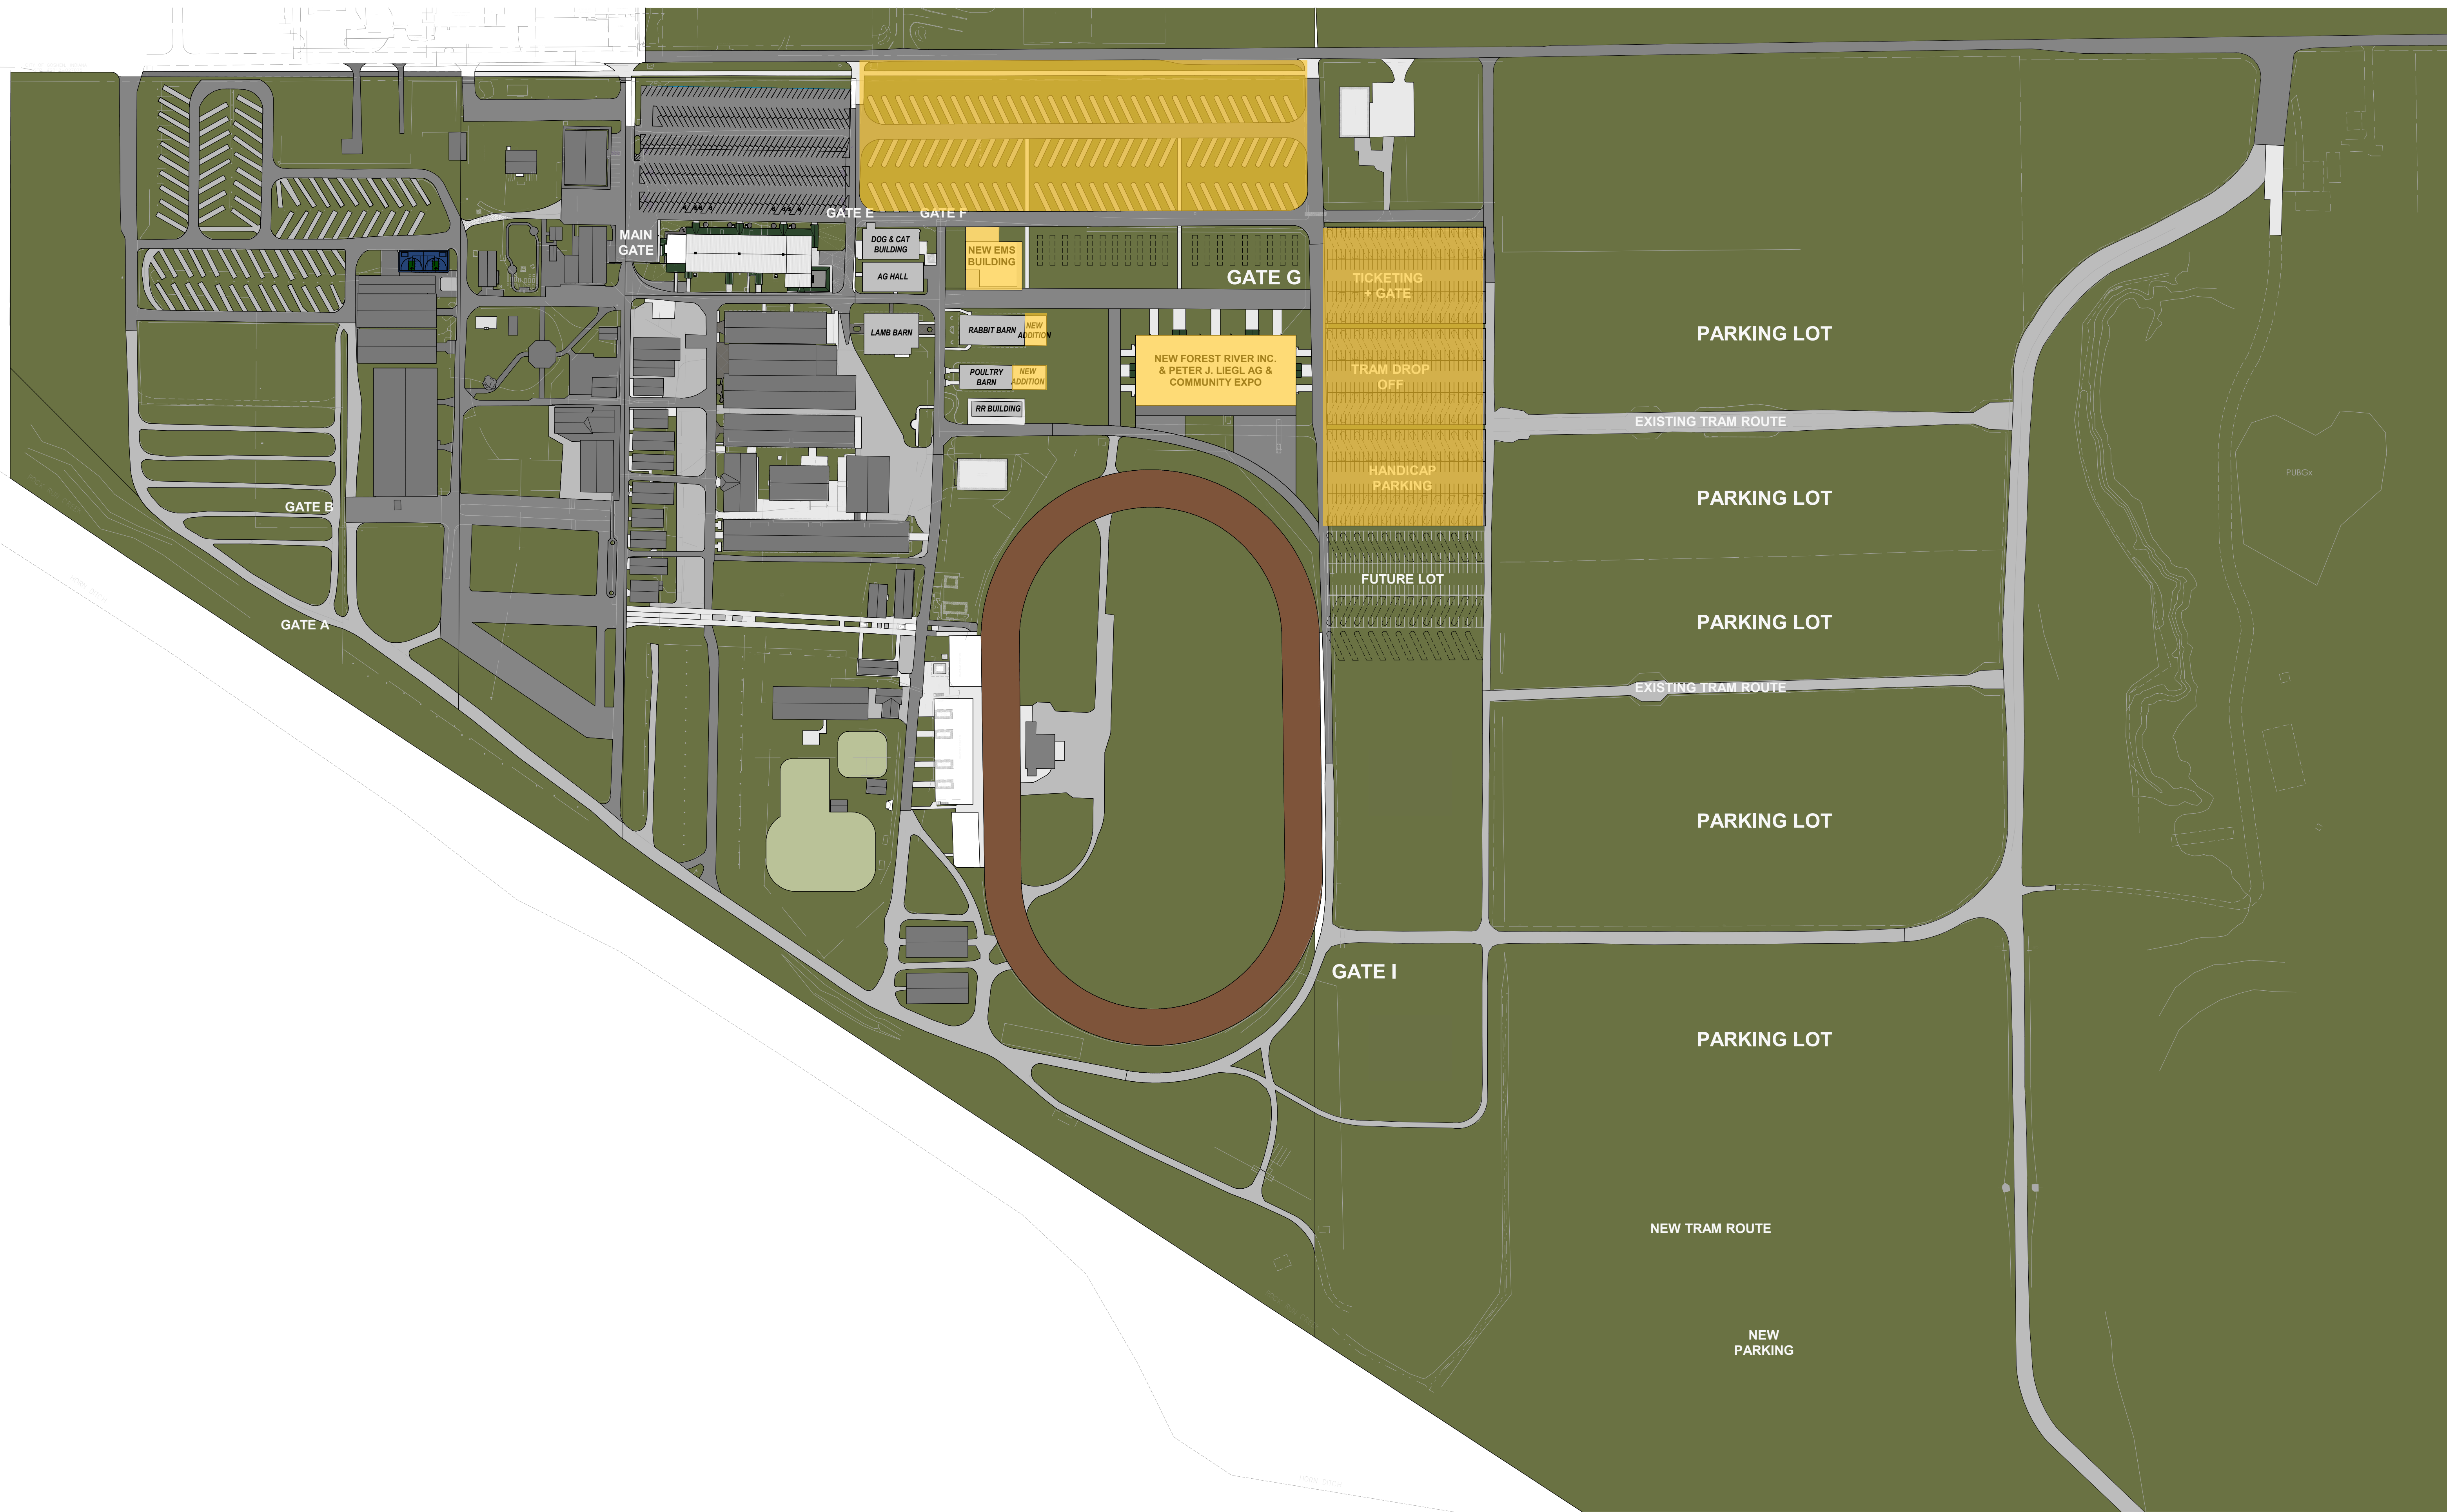 GATE E
GATE F
MAIN
GATE
DOG & CAT
BUILDING
AG HALL
NEW EMS
BUILDING
GATE G
TICKETING
+ GATE
LAMB BARN
RABBIT BARN
NEW
ADDITION
POULTRY
BARN
NEW
ADDITION
RR BUILDING
NEW FOREST RIVER INC.
& PETER J. LIEGL AG &
COMMUNITY EXPO
TRAM DROP
OFF
HANDICAP
PARKING
PARKING LOT
EXISTING TRAM ROUTE
PARKING LOT
PUBGx
GATE B
FUTURE LOT
GATE A
PARKING LOT
EXISTING TRAM ROUTE
PARKING LOT
GATE I
PARKING LOT
NEW TRAM ROUTE
NEW
PARKING